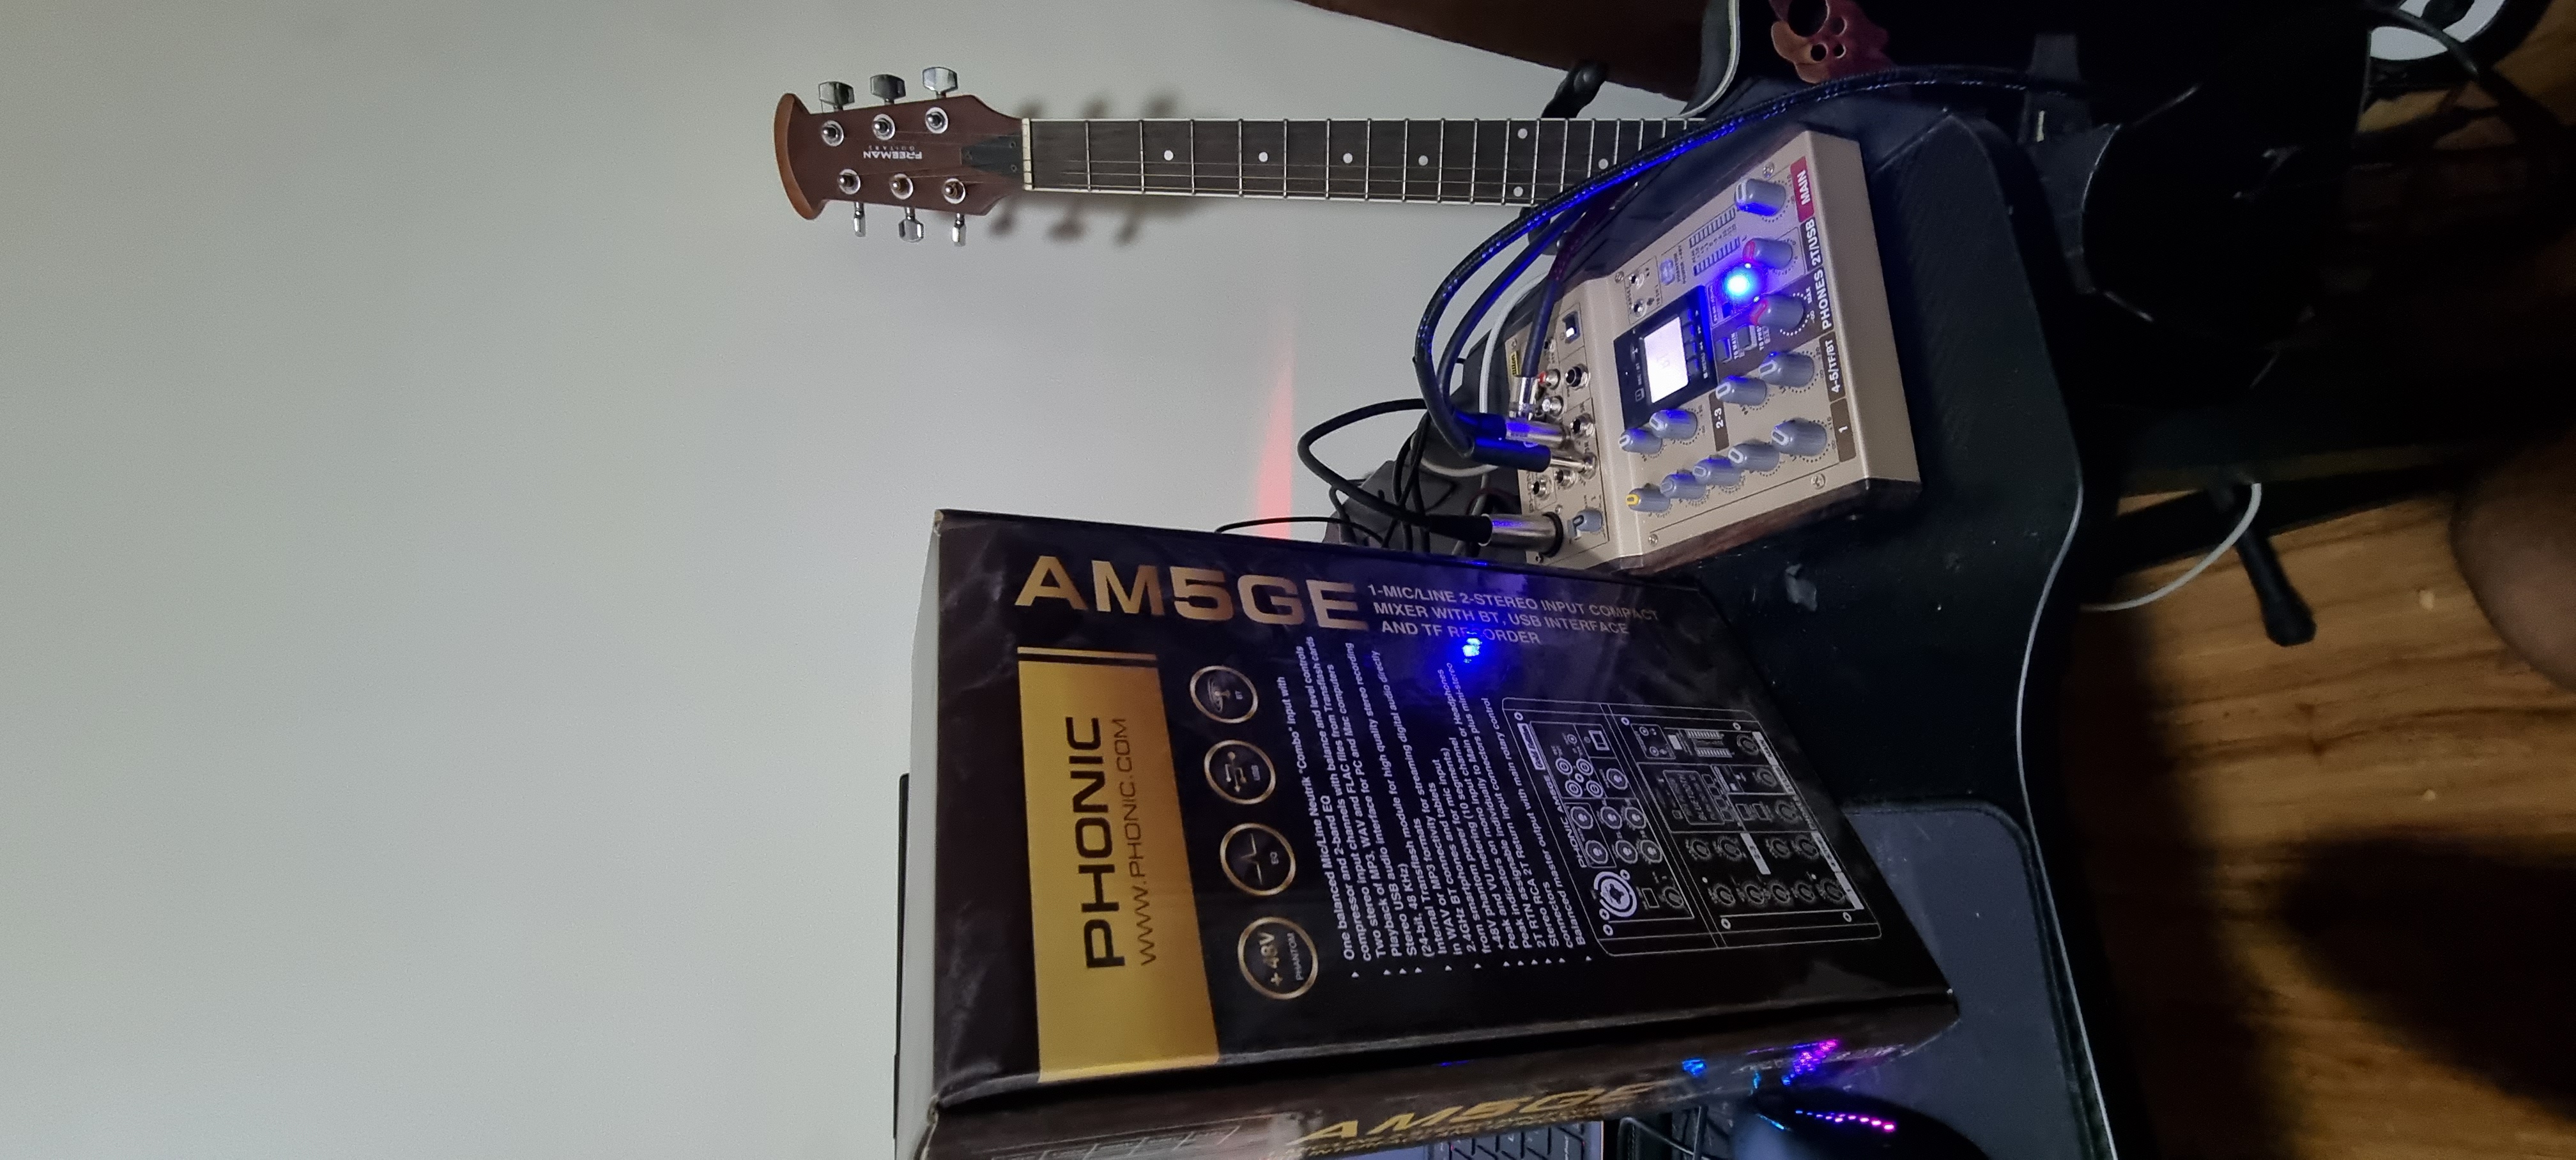 PHONIC
WWW.PHONIC.COM
+48V
PHANTOM
EQ
USB
BT
One balanced Mic/Line Neutrik "Combo" input with
compressor and 2-band EQ
Two stereo input channels with balance and level controls
Playback of MP3, WAV and FLAC files from Transflash cards
Stereo USB audio interface for PC and Mac computers
(24-bit, 48 KHz)
Internal Transflash module for high quality stereo recording
in WAV or MP3 formats
2.4GHz BT connectivity for streaming digital audio directly
from smartphones and tablets
+48V phantom power for mic input
Peak and VU metering (10 segments)
Peak indicators on mono input channel
2T RTN assignable individually to Main or Headphones
Stereo RCA 2T Return input connectors plus mini-stereo
connectors
Balanced master output with main rotary control
PHONIC AM5GE
BLUETOOTH
AM5GE
1-MIC/LINE 2-STEREO INPUT COMPACT
MIXER WITH BT, USB INTERFACE
AND TF RECORDER
AM5GE
FREEMAN
GUITARS
2-3
MENU
TO MAIN
1
4-5/TF/BT
PHONES
2T/USB
MAIN
MAX